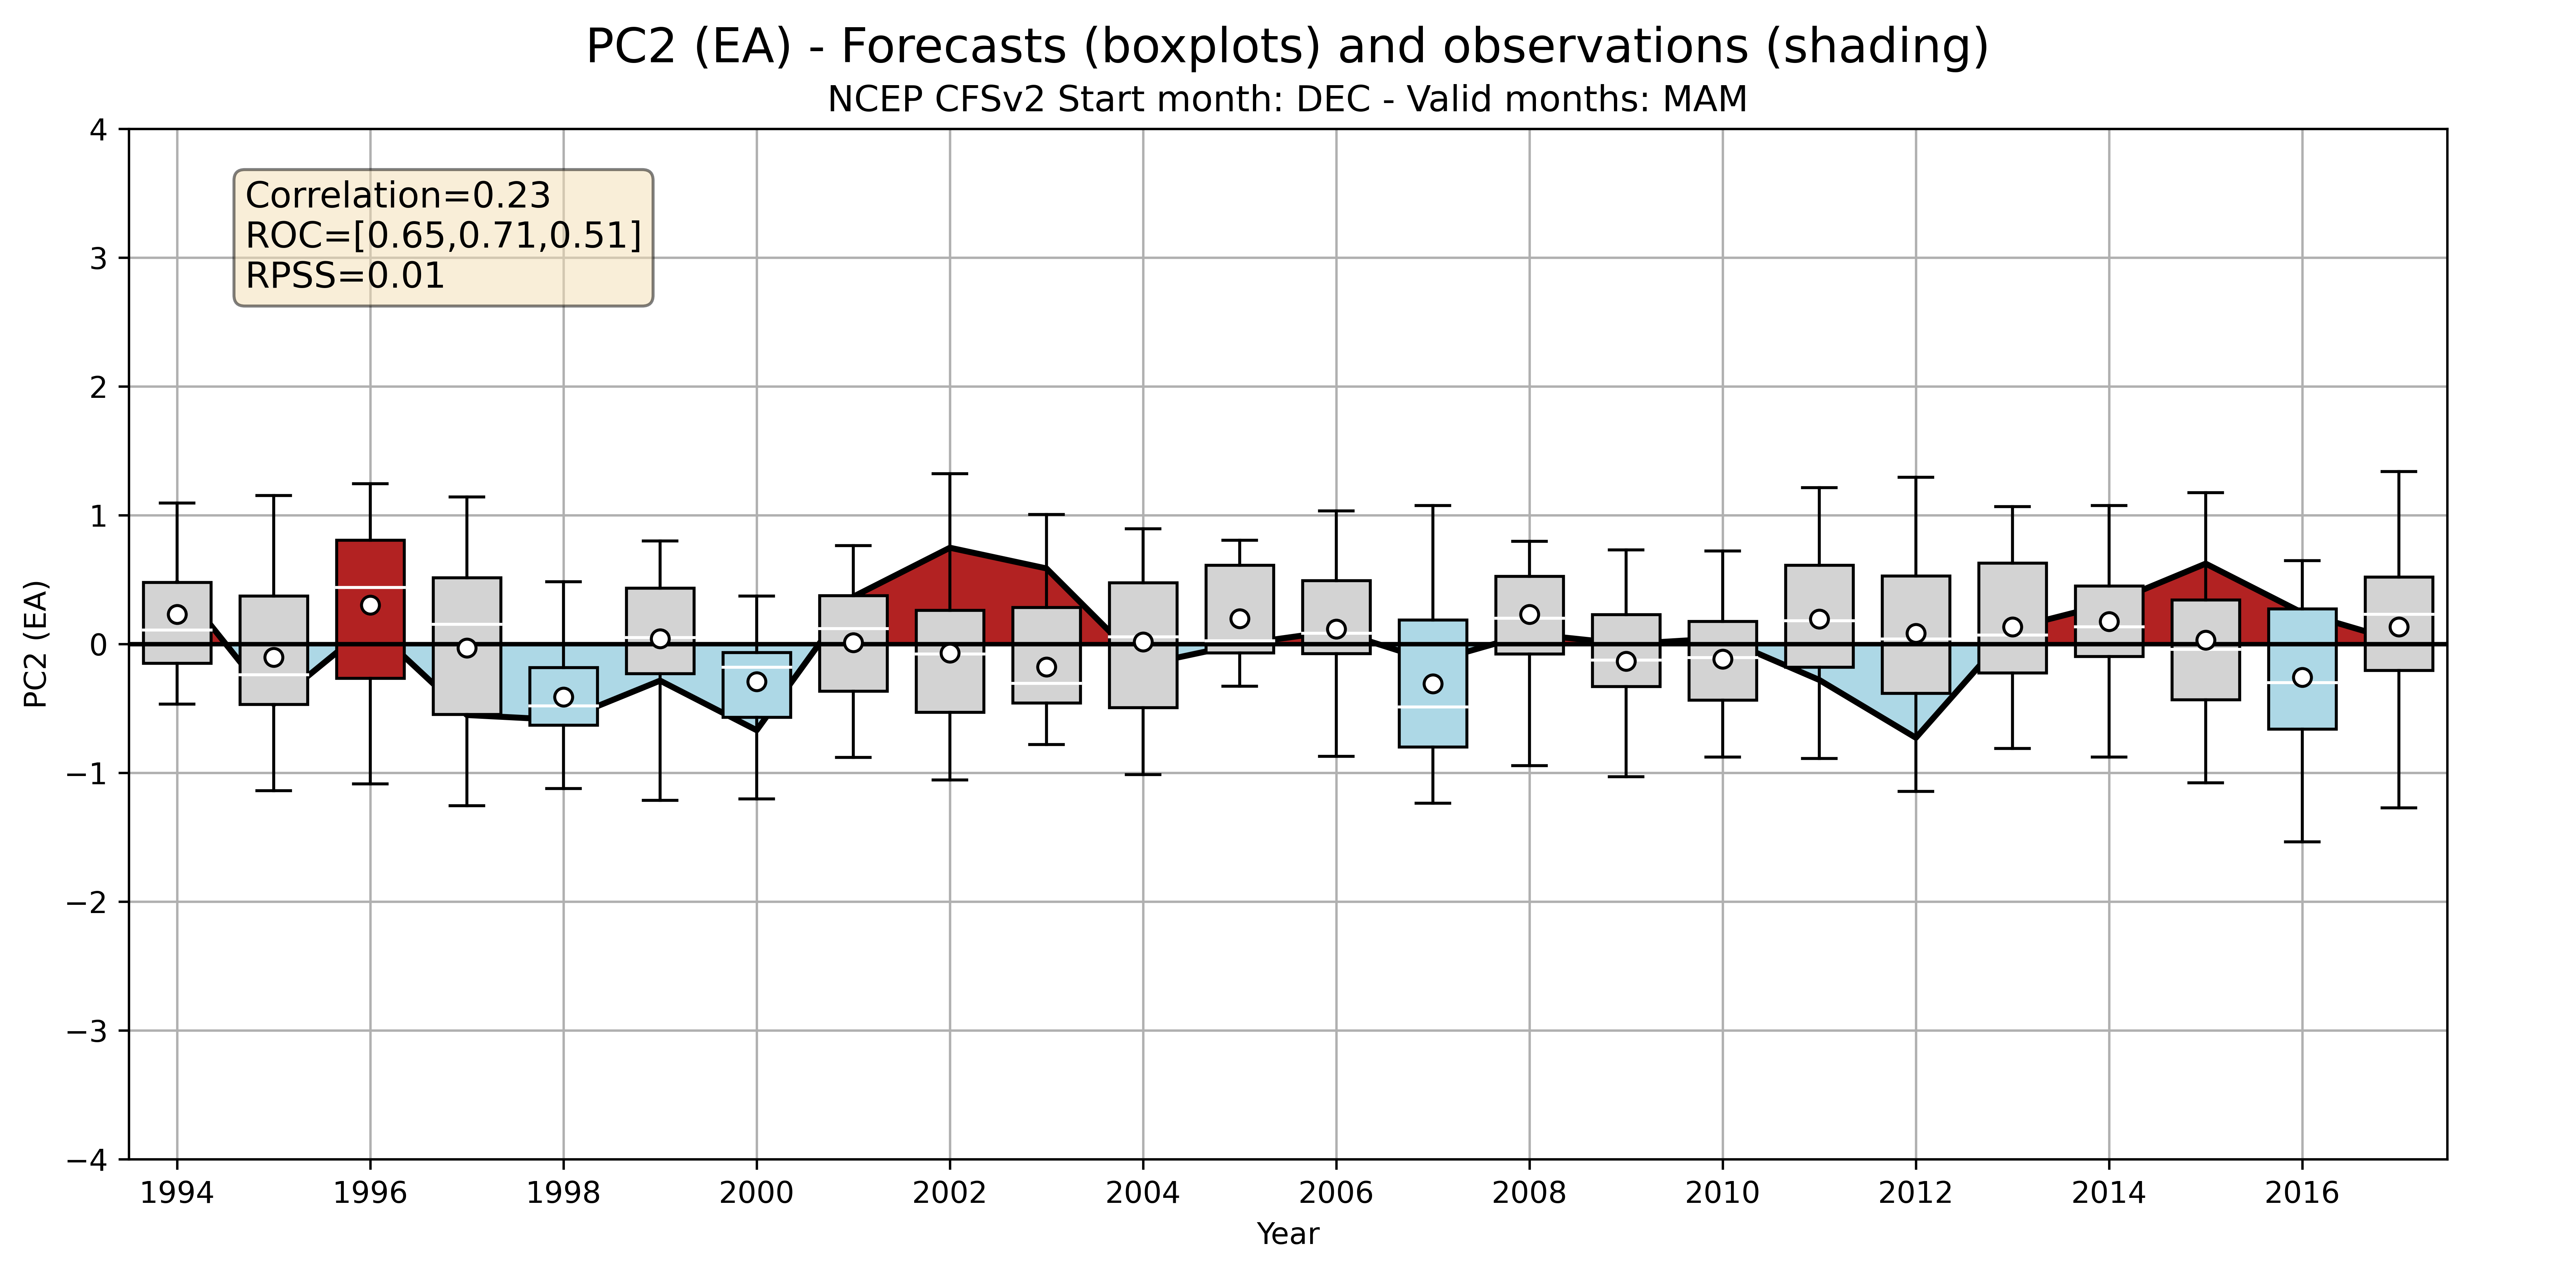 PC2 (EA) - Forecasts (boxplots) and observations (shading)
NCEP CFSv2 Start month: DEC - Valid months: MAM
Correlation=0.23
ROC=[0.65,0.71,0.51]
RPSS=0.01
PC2 (EA)
4
3
2
1
0
−1
−2
−3
−4
1994 1996 1998 2000 2002 2004 2006 2008 2010 2012 2014 2016
Year